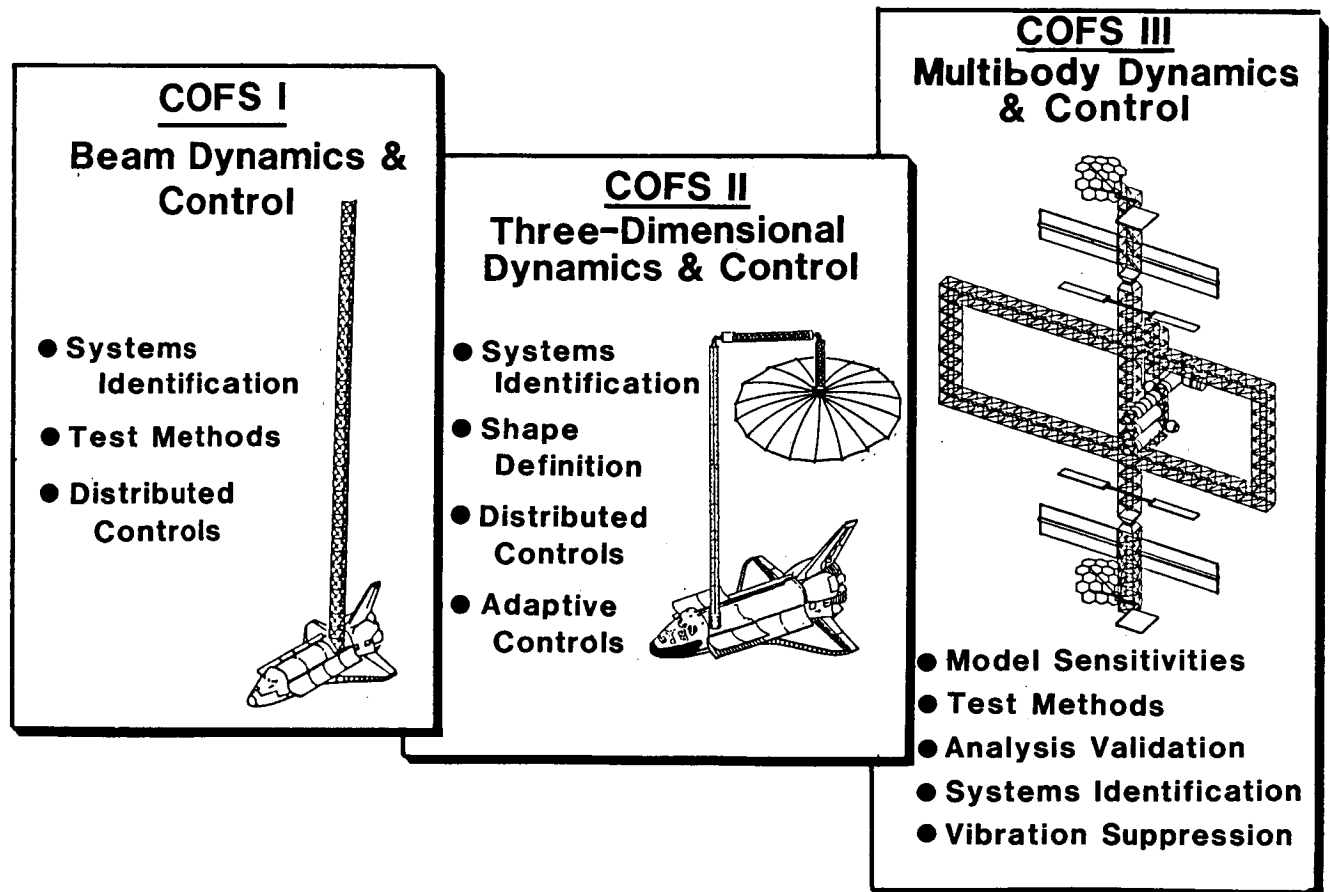 COFS I
Beam Dynamics &
Control
● Systems
Identification
● Test Methods
● Distributed
Controls
COFS II
Three-Dimensional
Dynamics & Control
● Systems
Identification
● Shape
Definition
● Distributed
Controls
● Adaptive
Controls
COFS III
Multibody Dynamics
& Control
● Model Sensitivities
● Test Methods
● Analysis Validation
● Systems Identification
● Vibration Suppression